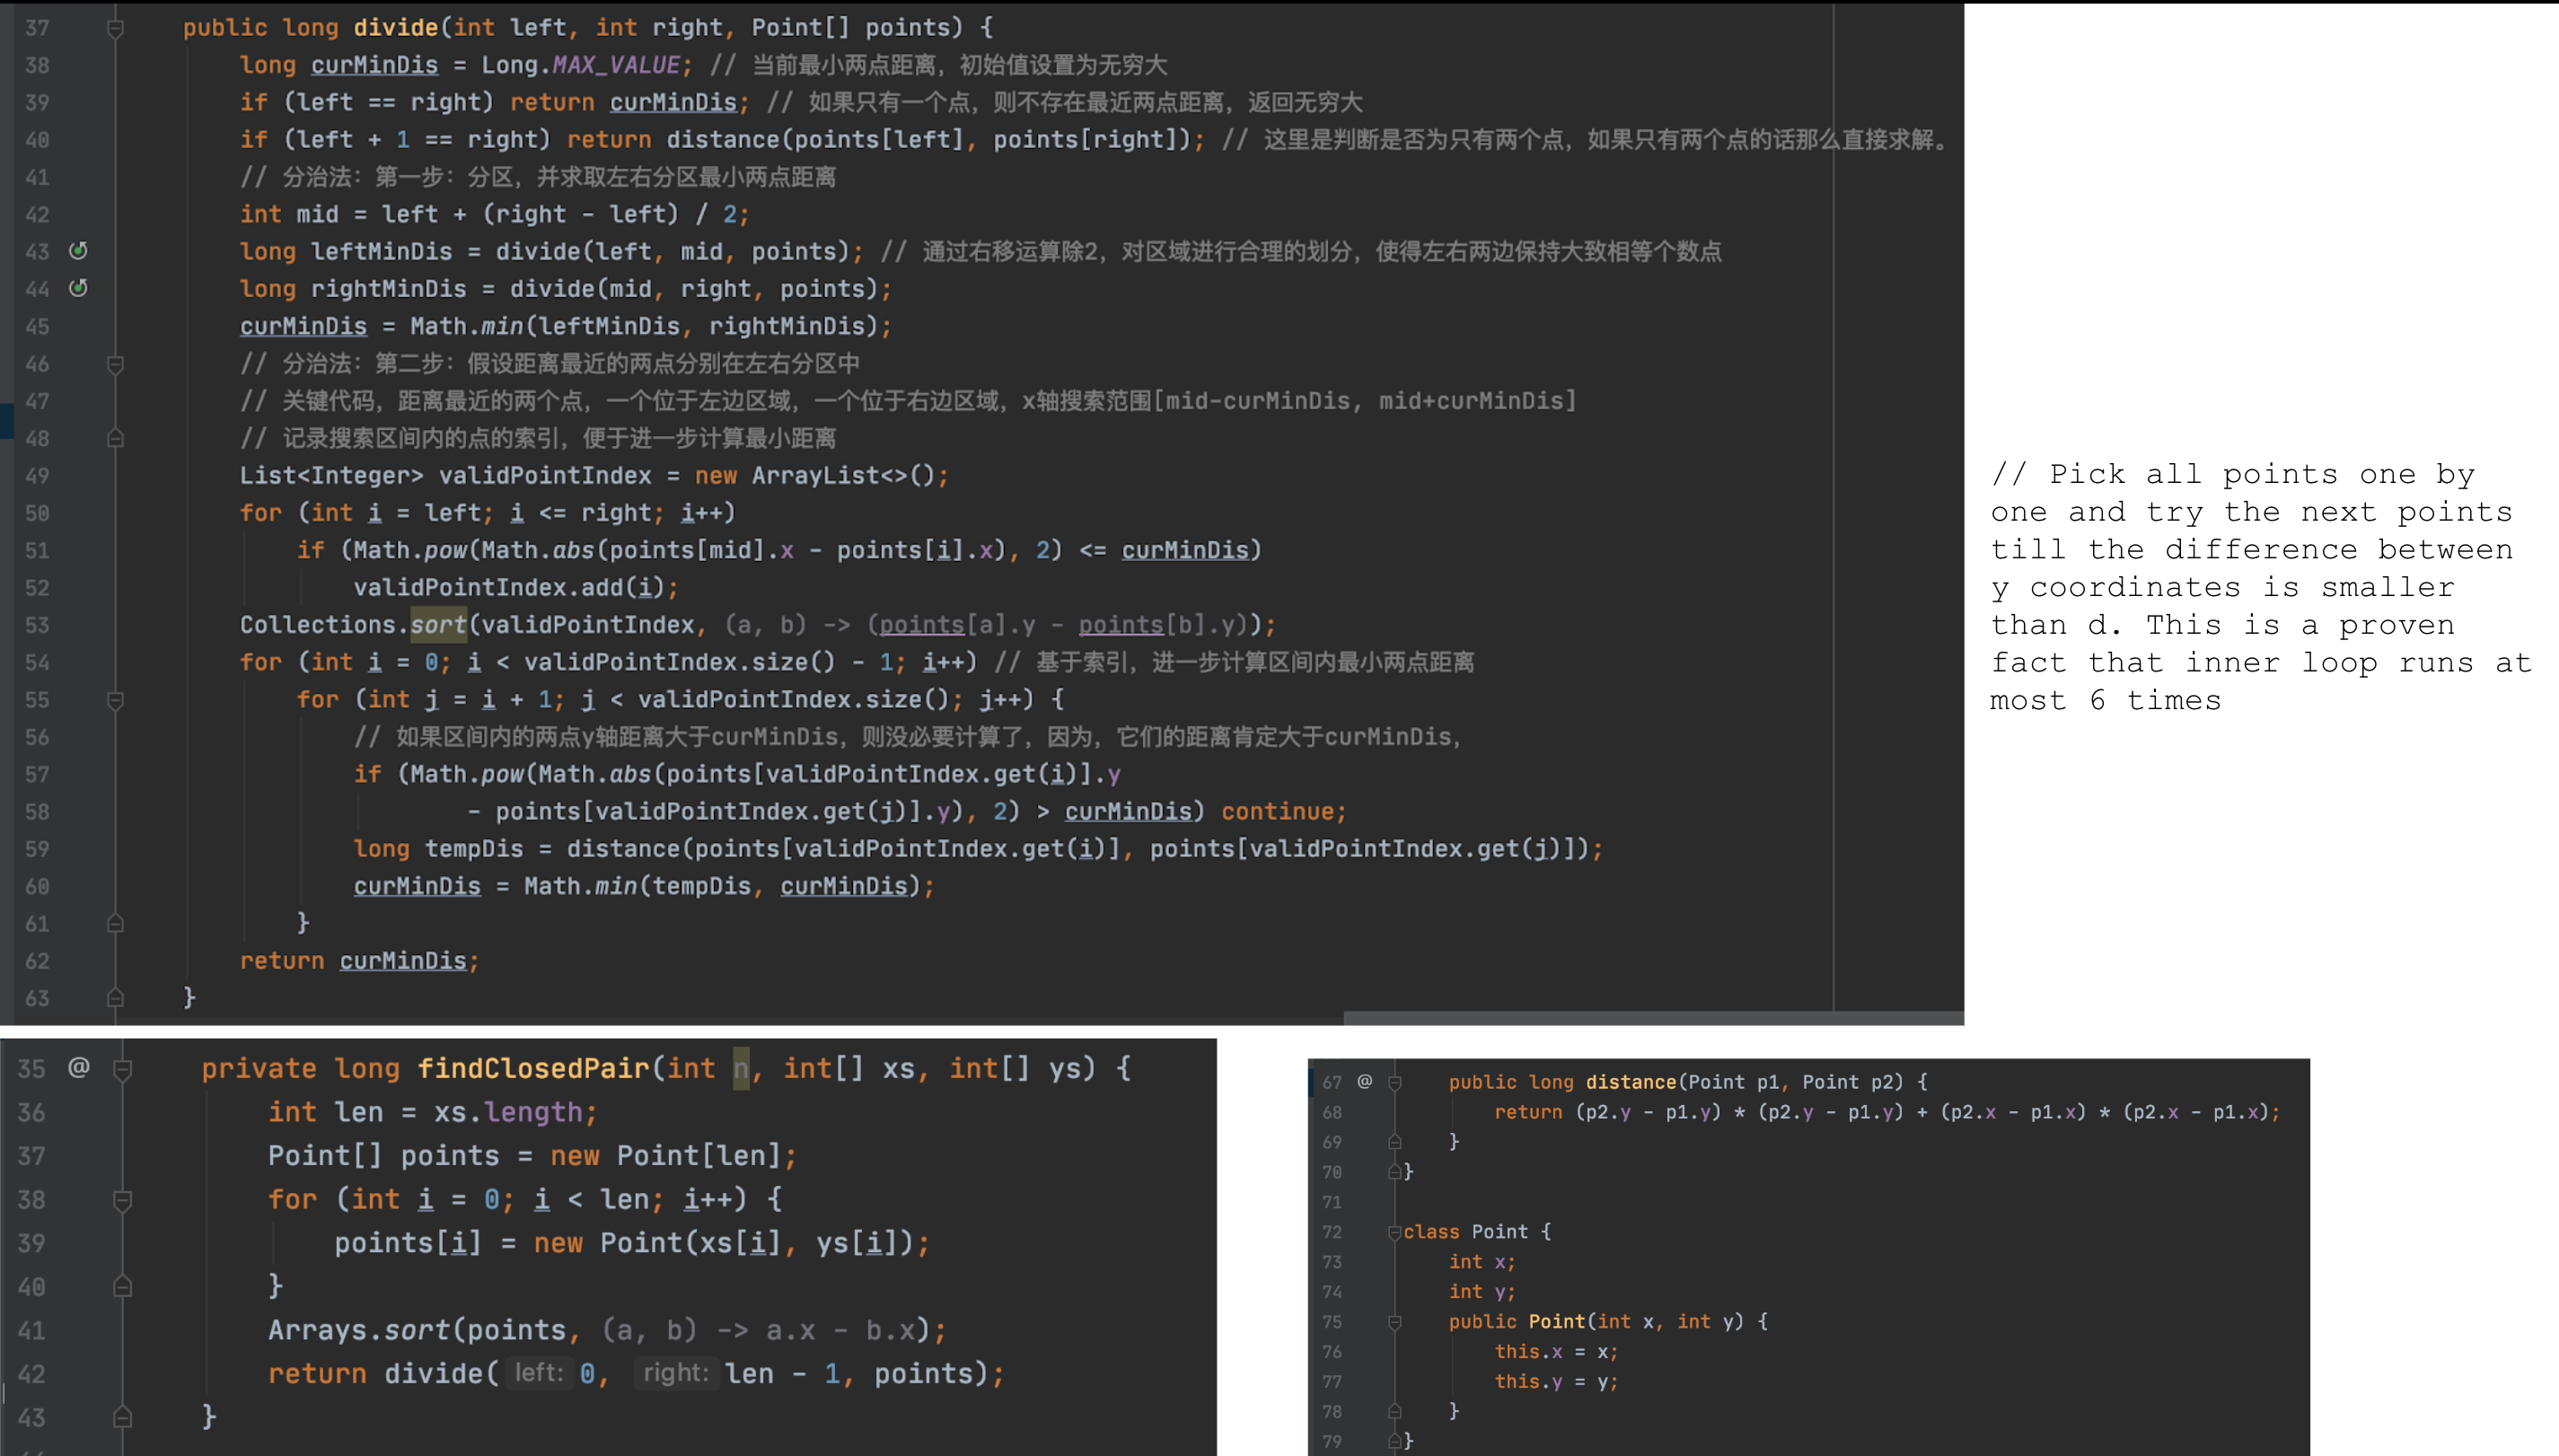 37 public long divide(int left, int right, Point[] points) {
38 long curMinDis = Long.MAX_VALUE; // 当前最小两点距离，初始值设置为无穷大
39 if (left == right) return curMinDis; // 如果只有一个点，则不存在最近两点距离，返回无穷大
40 if (left + 1 == right) return distance(points[left], points[right]); // 这里是判断是否为只有两个点，如果只有两个点的话那么直接求解。
41 // 分治法：第一步：分区，并求取左右分区最小两点距离
42 int mid = left + (right - left) / 2;
43 long leftMinDis = divide(left, mid, points); // 通过右移运算除2，对区域进行合理的划分，使得左右两边保持大致相等个数点
44 long rightMinDis = divide(mid, right, points);
45 curMinDis = Math.min(leftMinDis, rightMinDis);
46 // 分治法：第二步：假设距离最近的两点分别在左右分区中
47 // 关键代码，距离最近的两个点，一个位于左边区域，一个位于右边区域，x轴搜索范围[mid-curMinDis, mid+curMinDis]
48 // 记录搜索区间内的点的索引，便于进一步计算最小距离
49 List<Integer> validPointIndex = new ArrayList<>();
50 for (int i = left; i <= right; i++)
51 if (Math.pow(Math.abs(points[mid].x - points[i].x), 2) <= curMinDis)
52 validPointIndex.add(i);
53 Collections.sort(validPointIndex, (a, b) -> (points[a].y - points[b].y));
54 for (int i = 0; i < validPointIndex.size() - 1; i++) // 基于索引，进一步计算区间内最小两点距离
55 for (int j = i + 1; j < validPointIndex.size(); j++) {
56 // 如果区间内的两点y轴距离大于curMinDis，则没必要计算了，因为，它们的距离肯定大于curMinDis，
57 if (Math.pow(Math.abs(points[validPointIndex.get(i)].y
58 - points[validPointIndex.get(j)].y), 2) > curMinDis) continue;
59 long tempDis = distance(points[validPointIndex.get(i)], points[validPointIndex.get(j)]);
60 curMinDis = Math.min(tempDis, curMinDis);
61 }
62 return curMinDis;
63 }
// Pick all points one by
one and try the next points
till the difference between
y coordinates is smaller
than d. This is a proven
fact that inner loop runs at
most 6 times
35 @ private long findClosedPair(int n, int[] xs, int[] ys) {
36 int len = xs.length;
37 Point[] points = new Point[len];
38 for (int i = 0; i < len; i++) {
39 points[i] = new Point(xs[i], ys[i]);
40 }
41 Arrays.sort(points, (a, b) -> a.x - b.x);
42 return divide( left: 0, right: len - 1, points);
43 }
67 @ public long distance(Point p1, Point p2) {
68 return (p2.y - p1.y) * (p2.y - p1.y) + (p2.x - p1.x) * (p2.x - p1.x);
69 }
70 }
71
72 class Point {
73 int x;
74 int y;
75 public Point(int x, int y) {
76 this.x = x;
77 this.y = y;
78 }
79 }